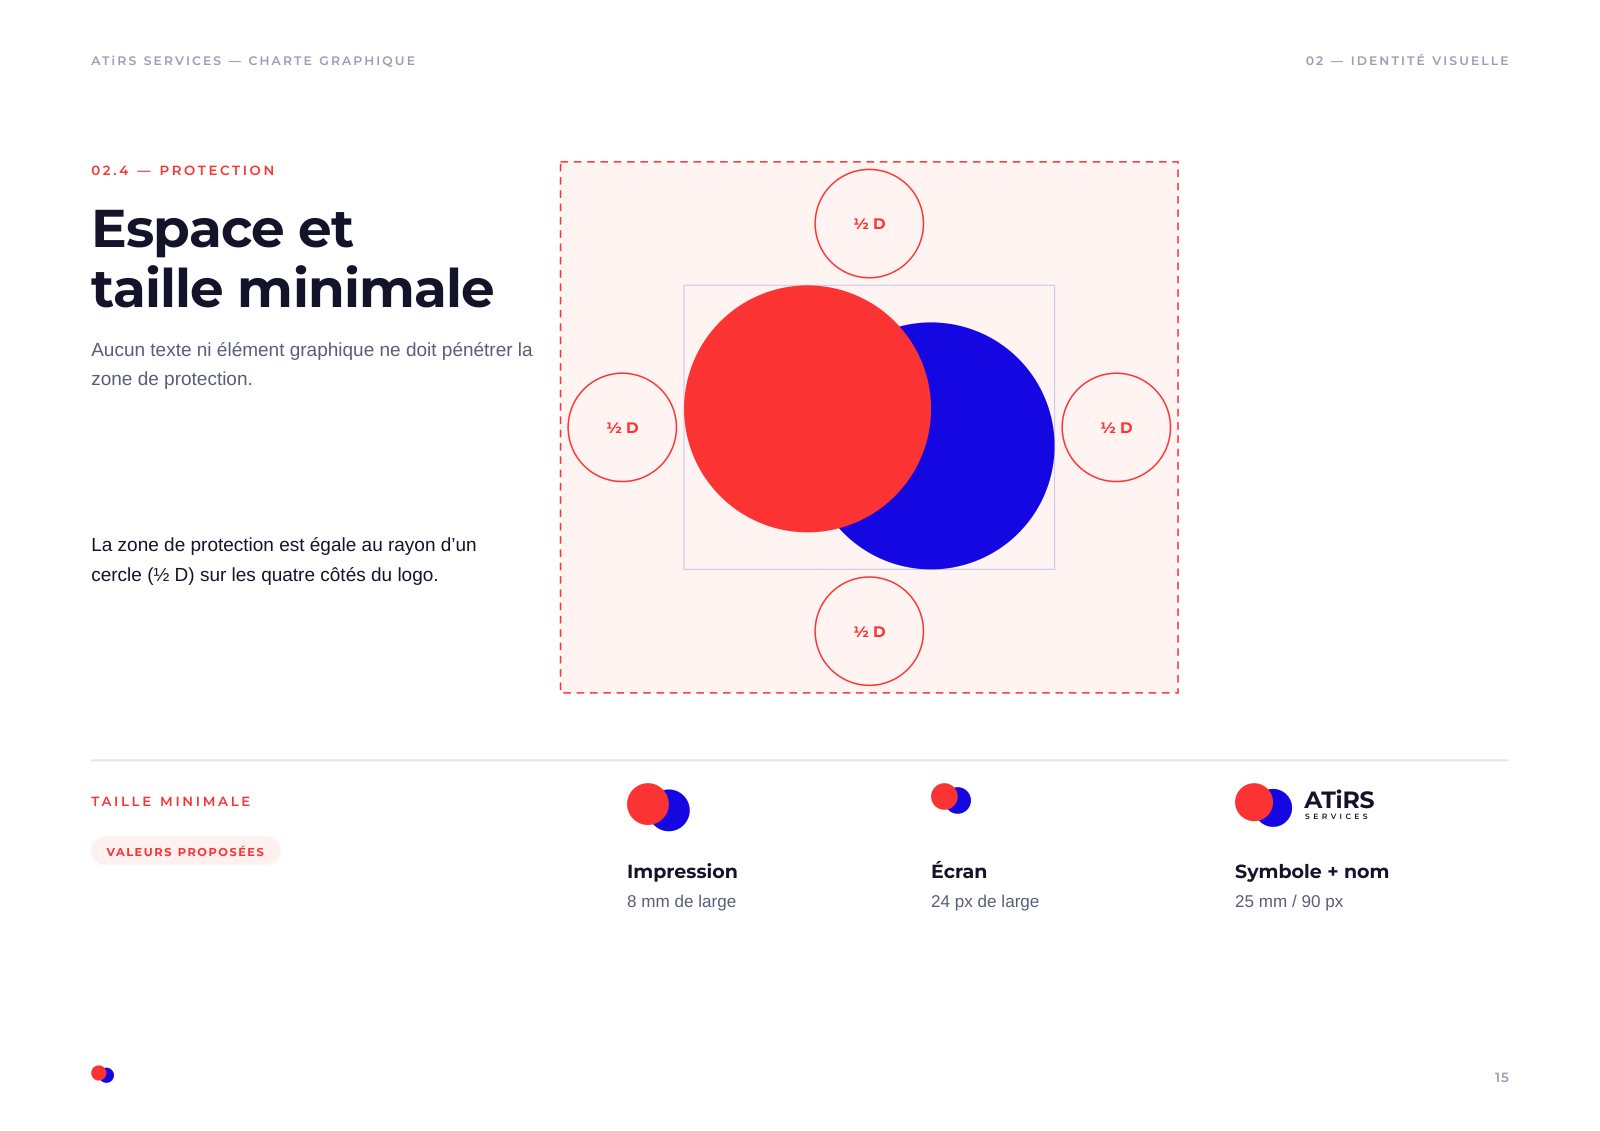 ATiRS SERVICES — CHARTE GRAPHIQUE
02 — IDENTITÉ VISUELLE
02.4 — PROTECTION
Espace et
taille minimale
Aucun texte ni élément graphique ne doit pénétrer la
zone de protection.
La zone de protection est égale au rayon d’un
cercle (½ D) sur les quatre côtés du logo.
½ D
½ D
½ D
½ D
TAILLE MINIMALE
VALEURS PROPOSÉES
Impression
8 mm de large
Écran
24 px de large
ATiRS
SERVICES
Symbole + nom
25 mm / 90 px
15